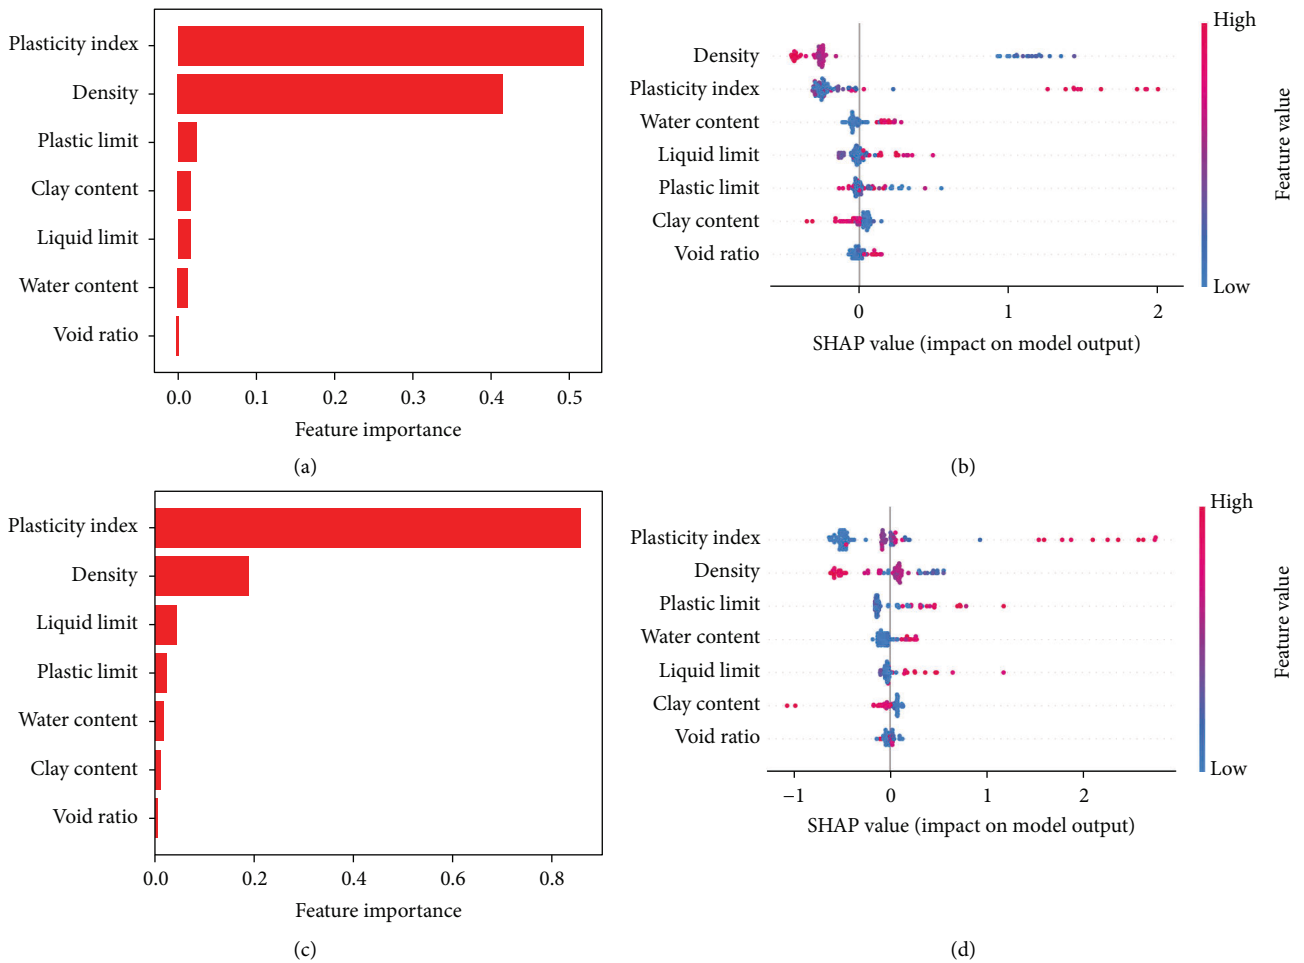 Plasticity index
Density
Plastic limit
Clay content
Liquid limit
Water content
Void ratio
0.0 0.1 0.2 0.3 0.4 0.5
Feature importance
(a)
Density
Plasticity index
Water content
Liquid limit
Plastic limit
Clay content
Void ratio
0 1 2
SHAP value (impact on model output)
High
Low
Feature value
(b)
Plasticity index
Density
Liquid limit
Plastic limit
Water content
Clay content
Void ratio
0.0 0.2 0.4 0.6 0.8
Feature importance
(c)
Plasticity index
Density
Plastic limit
Water content
Liquid limit
Clay content
Void ratio
−1 0 1 2
SHAP value (impact on model output)
High
Low
Feature value
(d)